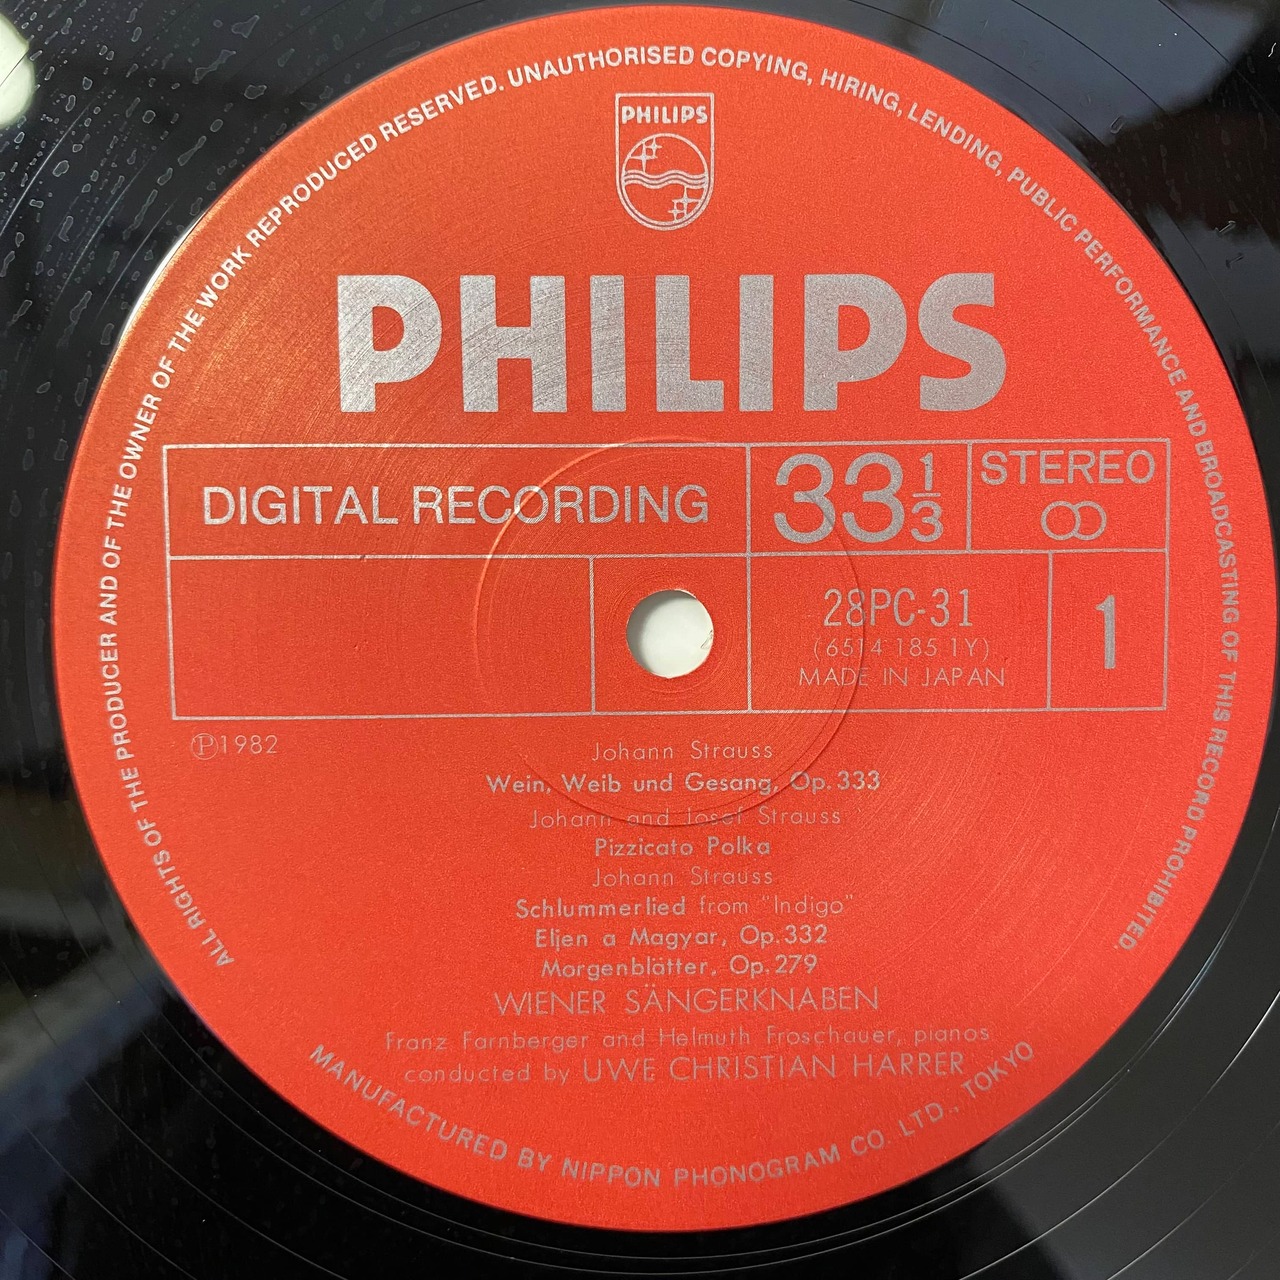 ALL RIGHTS OF THE PRODUCER AND OF THE OWNER OF THE WORK REPRODUCED RESERVED. UNAUTHORISED COPYING, HIRING, LENDING, PUBLIC PERFORMANCE AND BROADCASTING OF THIS RECORD PROHIBITED.
PHILIPS
PHILIPS
DIGITAL RECORDING
33 1/3
STEREO
28PC-31
(6514 185 1Y)
MADE IN JAPAN
1
Ⓟ1982
Johann Strauss
Wein, Weib und Gesang, Op.333
Johann and Josef Strauss
Pizzicato Polka
Johann Strauss
Schlummerlied from "Indigo"
Eljen a Magyar, Op.332
Morgenblätter, Op.279
WIENER SÄNGERKNABEN
Franz Farnberger and Helmuth Froschauer, pianos
conducted by UWE CHRISTIAN HARRER
MANUFACTURED BY NIPPON PHONOGRAM CO. LTD., TOKYO